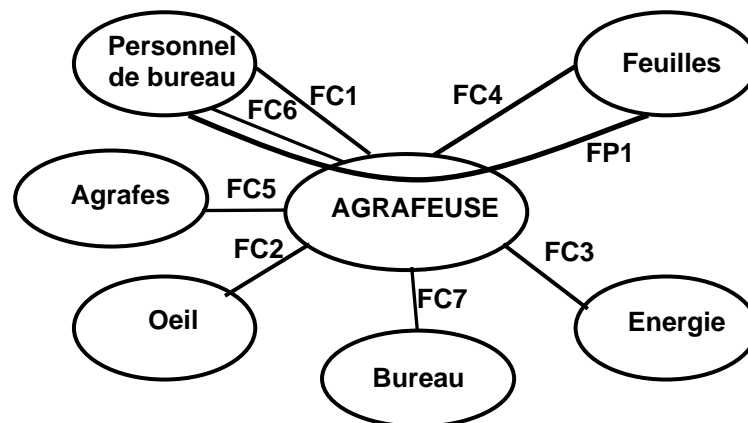 Personnel
de bureau
Feuilles
FC1
FC4
FC6
FP1
Agrafes
FC5
AGRAFEUSE
FC2
FC3
Oeil
FC7
Energie
Bureau